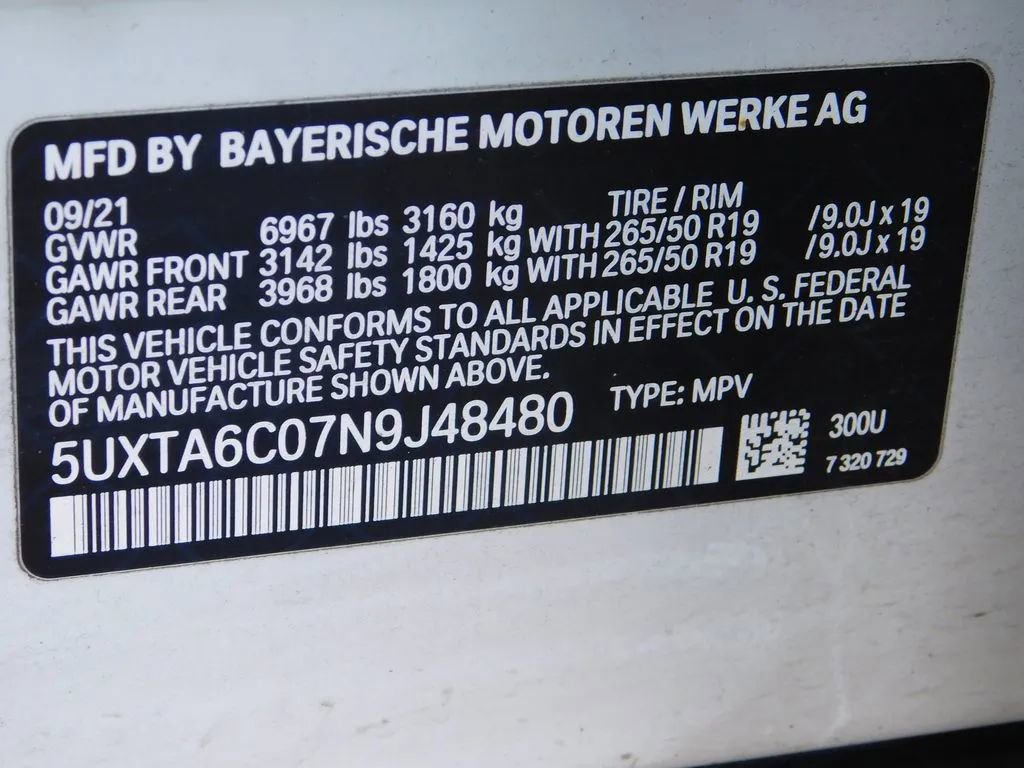 MFD BY BAYERISCHE MOTOREN WERKE AG
09/21 TIRE / RIM
GVWR 6967 lbs 3160 kg
GAWR FRONT 3142 lbs 1425 kg WITH 265/50 R19 /9.0J x 19
GAWR REAR 3968 lbs 1800 kg WITH 265/50 R19 /9.0J x 19
THIS VEHICLE CONFORMS TO ALL APPLICABLE U. S. FEDERAL
MOTOR VEHICLE SAFETY STANDARDS IN EFFECT ON THE DATE
OF MANUFACTURE SHOWN ABOVE.
5UXTA6C07N9J48480 TYPE: MPV
300U
7 320 729